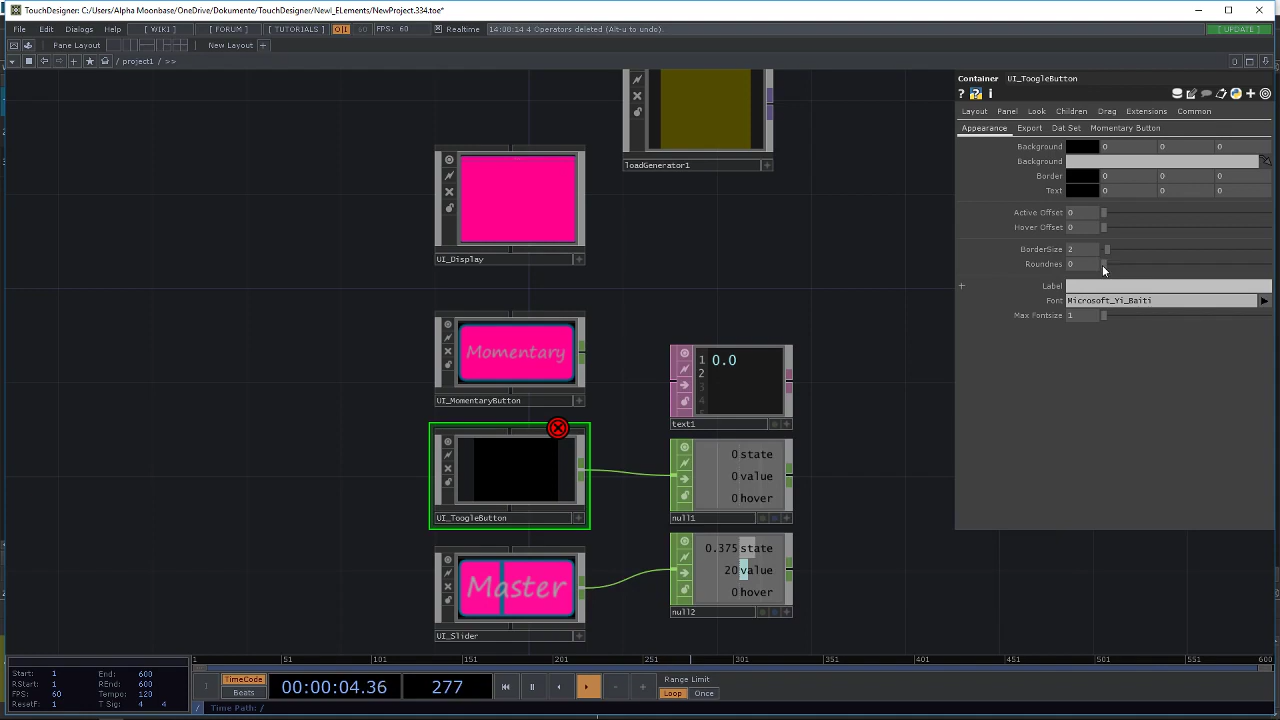 TouchDesigner: C:/Users/Alpha Moonbase/OneDrive/Dokumente/TouchDesigner/Newl_ELements/NewProject.334.toe*
File Edit Dialogs [ WIKI ] [ FORUM ] [ TUTORIALS ] OII 60 FPS: 60 Realtime 14:00:14 4 Operators deleted (Alt-u to undo). [ UPDATE ]
Pane Layout New Layout +
/ project1 / >> 0
Container UI_ToogleButton
? ? i
Layout Panel Look Children Drag Extensions Common
Appearance Export Dat Set Momentary Button
Background 0 0 0
Background
Border 0 0 0
Text 0 0 0
Active Offset 0
Hover Offset 0
BorderSize 2
Roundnes 0
+ Label
Font Microsoft_Yi_Baiti
Max Fontsize 1
loadGenerator1 +
UI_Display +
Momentary
UI_MomentaryButton +
1 0.0
2
3
4
text1 +
UI_ToogleButton +
0 state
0 value
0 hover
null1 +
Master
UI_Slider +
0.375 state
20 value
0 hover
null2 +
1 51 101 151 201 251 301 351 401 451 501 551 600
Start: 1 End: 600
RStart: 1 REnd: 600
FPS: 60 Tempo: 120
ResetF: 1 T Sig: 4 4
TimeCode
Beats
00:00:04.36 277
- +
Range Limit
Loop Once
/ Time Path: /